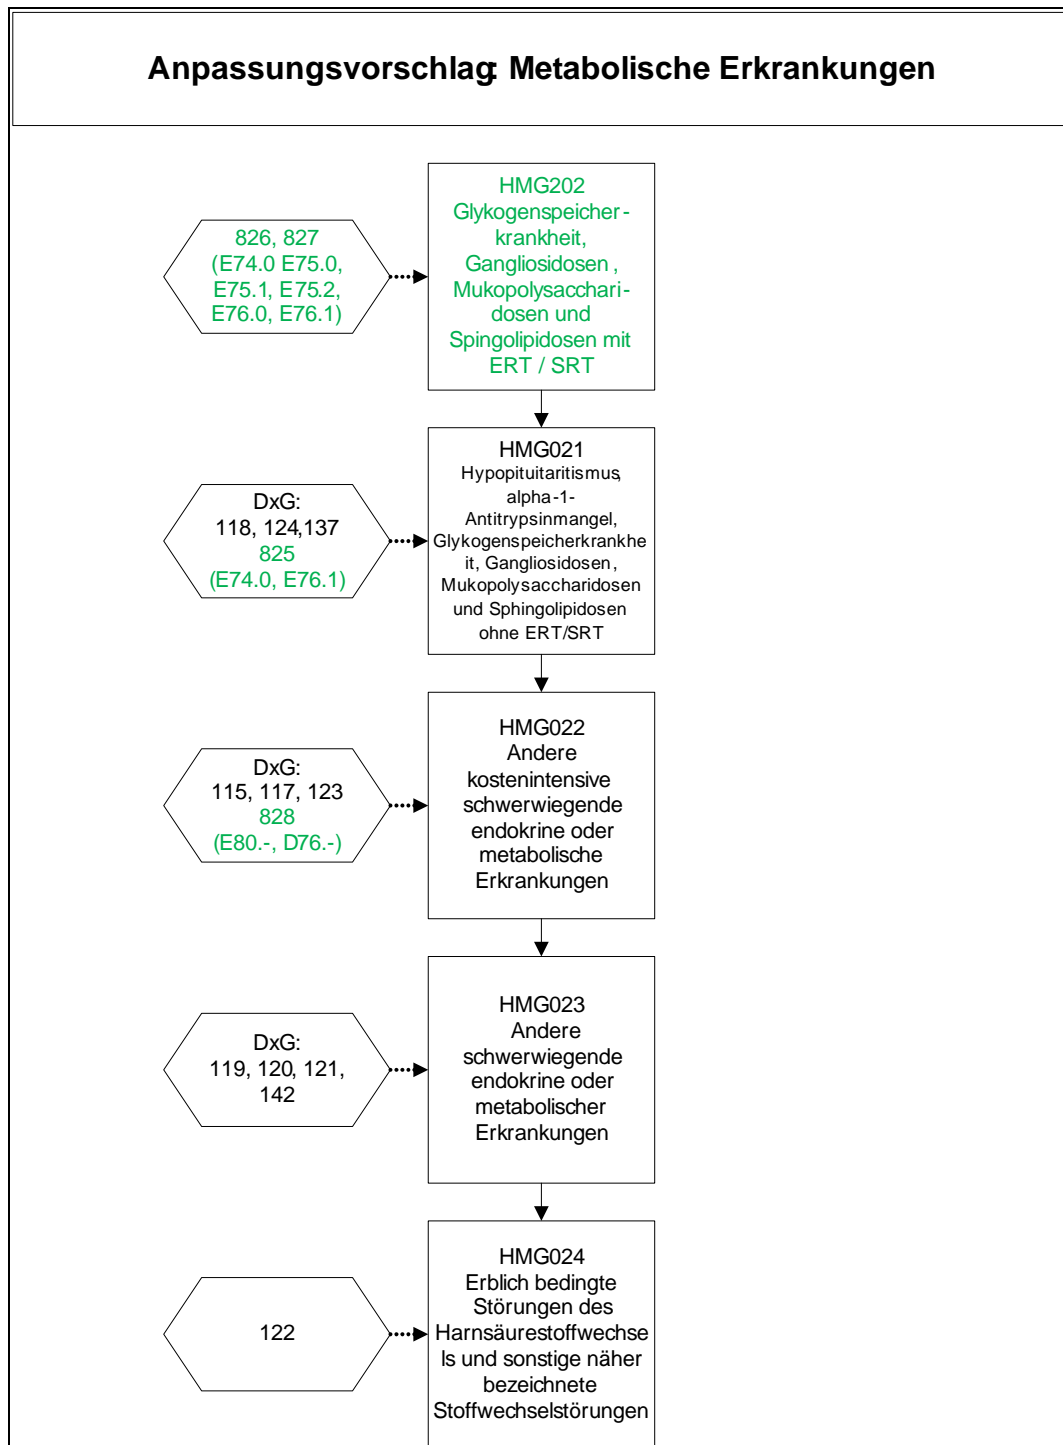 Anpassungsvorschlag: Metabolische Erkrankungen
826, 827
(E74.0 E75.0,
E75.1, E75.2,
E76.0, E76.1)
HMG202
Glykogenspeicher-
krankheit,
Gangliosidosen,
Mukopolysacchari-
dosen und
Spingolipidosen mit
ERT / SRT
DxG:
118, 124,137
825
(E74.0, E76.1)
HMG021
Hypopituitaritismus,
alpha-1-
Antitrypsinmangel,
Glykogenspeicherkrankhe
it, Gangliosidosen,
Mukopolysaccharidosen
und Sphingolipidosen
ohne ERT/SRT
DxG:
115, 117, 123
828
(E80.-, D76.-)
HMG022
Andere
kostenintensive
schwerwiegende
endokrine oder
metabolische
Erkrankungen
DxG:
119, 120, 121,
142
HMG023
Andere
schwerwiegende
endokrine oder
metabolischer
Erkrankungen
122
HMG024
Erblich bedingte
Störungen des
Harnsäurestoffwechse
ls und sonstige näher
bezeichnete
Stoffwechselstörungen